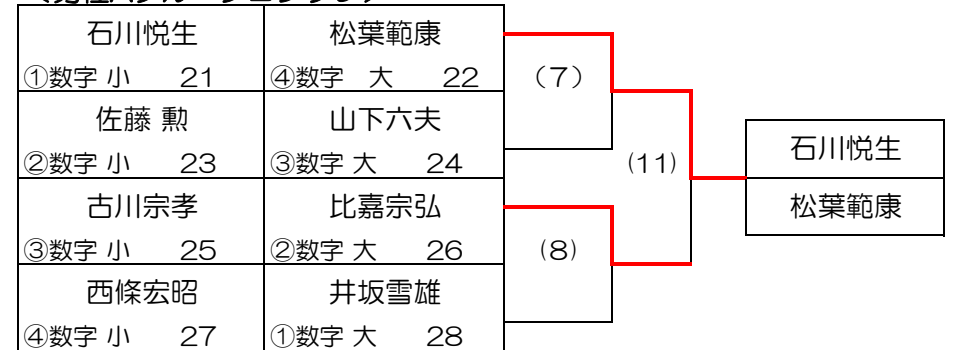 石川悦生 松葉範康
①数字 小 21 ④数字 大 22 (7)
佐藤 勲 山下六夫
②数字 小 23 ③数字 大 24 (11) 石川悦生
古川宗孝 比嘉宗弘 松葉範康
③数字 小 25 ②数字 大 26 (8)
西條宏昭 井坂雪雄
④数字 小 27 ①数字 大 28